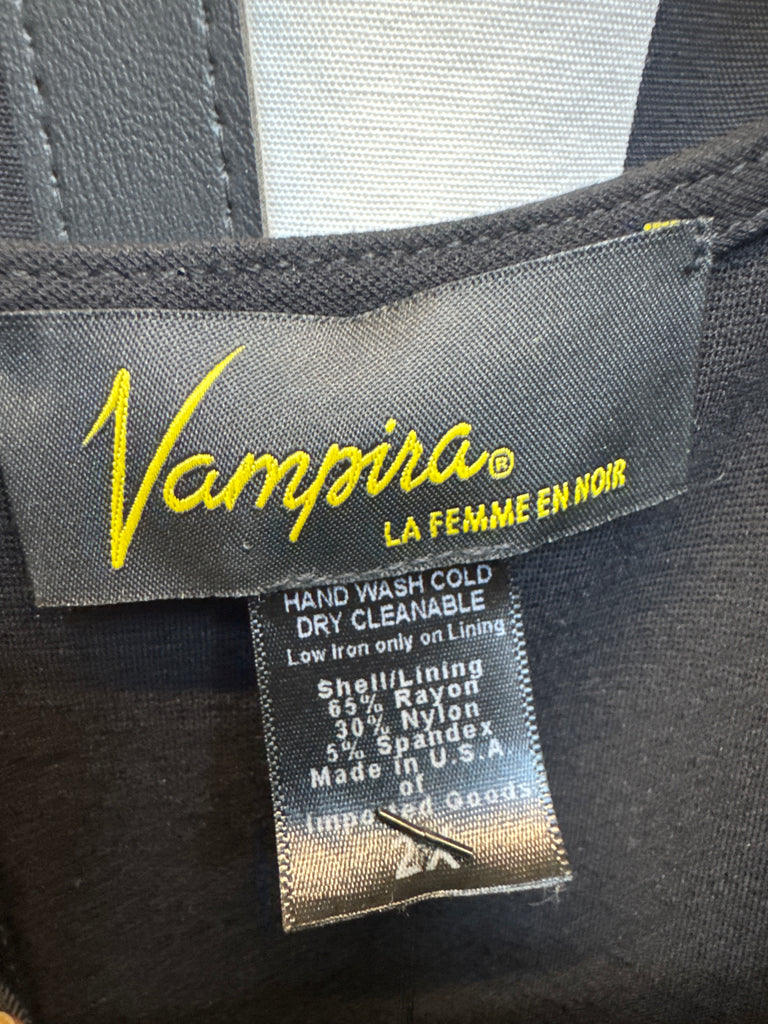 Vampira®
LA FEMME EN NOIR
HAND WASH COLD
DRY CLEANABLE
Low Iron only on Lining
Shell/Lining
65% Rayon
30% Nylon
5% Spandex
Made in U.S.A
of
Imported Goods
2X